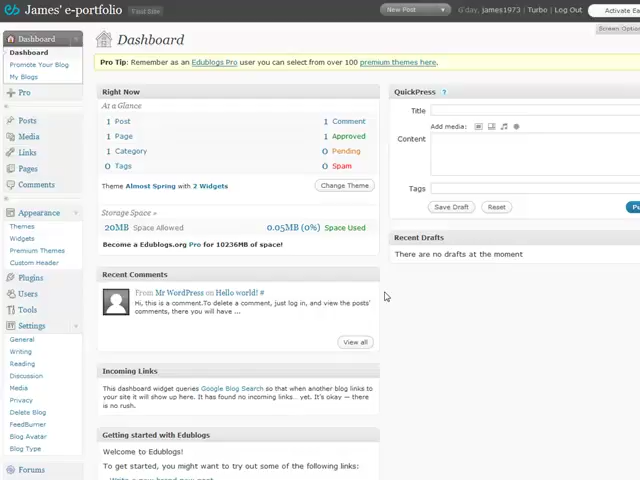 James' e-portfolio Visit Site New Post G'day, james1973 | Turbo | Log Out Activate Ea
Screen Option
Dashboard
Dashboard
Promote Your Blog
My Blogs
Pro
Posts
Media
Links
Pages
Comments
Appearance
Themes
Widgets
Premium Themes
Custom Header
Plugins
Users
Tools
Settings
General
Writing
Reading
Discussion
Media
Privacy
Delete Blog
FeedBurner
Blog Avatar
Blog Type
Forums
Dashboard
Pro Tip: Remember as an Edublogs Pro user you can select from over 100 premium themes here.
Right Now
At a Glance
1 Post 1 Comment
1 Page 1 Approved
1 Category 0 Pending
0 Tags 0 Spam
Theme Almost Spring with 2 Widgets Change Theme
Storage Space »
20MB Space Allowed 0.05MB (0%) Space Used
Become a Edublogs.org Pro for 10236MB of space!
Recent Comments
From Mr WordPress on Hello world! #
Hi, this is a comment.To delete a comment, just log in, and view the posts'
comments, there you will have ...
View all
Incoming Links
This dashboard widget queries Google Blog Search so that when another blog links to
your site it will show up here. It has found no incoming links... yet. It's okay — there
is no rush.
Getting started with Edublogs
Welcome to Edublogs!
To get started, you might want to try out some of the following links:
Write a new brand new post
QuickPress ?
Title
Add media:
Content
Tags
Save Draft Reset Pu
Recent Drafts
There are no drafts at the moment